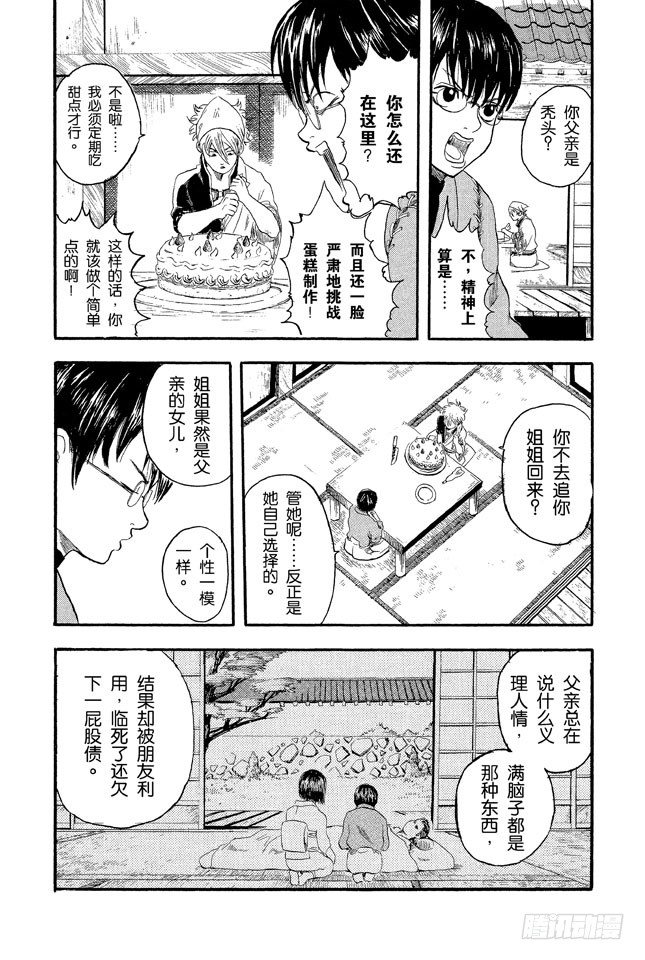 你父亲是
秃头？
不，精神上
算是……
你怎么还
在这里？
而且还一脸
严肃地挑战
蛋糕制作！
不是啦……
我必须定期吃
甜点才行。
这样的话，你
就该做个简单
点的啊！
你不去追你
姐姐回来？
管她呢……反正是
她自己选择的。
姐姐果然是父
亲的女儿，
个性一模
一样。
父亲总在
说什么义
理人情，
满脑子都是
那种东西，
结果却被朋友利
用，临死了还欠
下一屁股债。
腾讯动漫